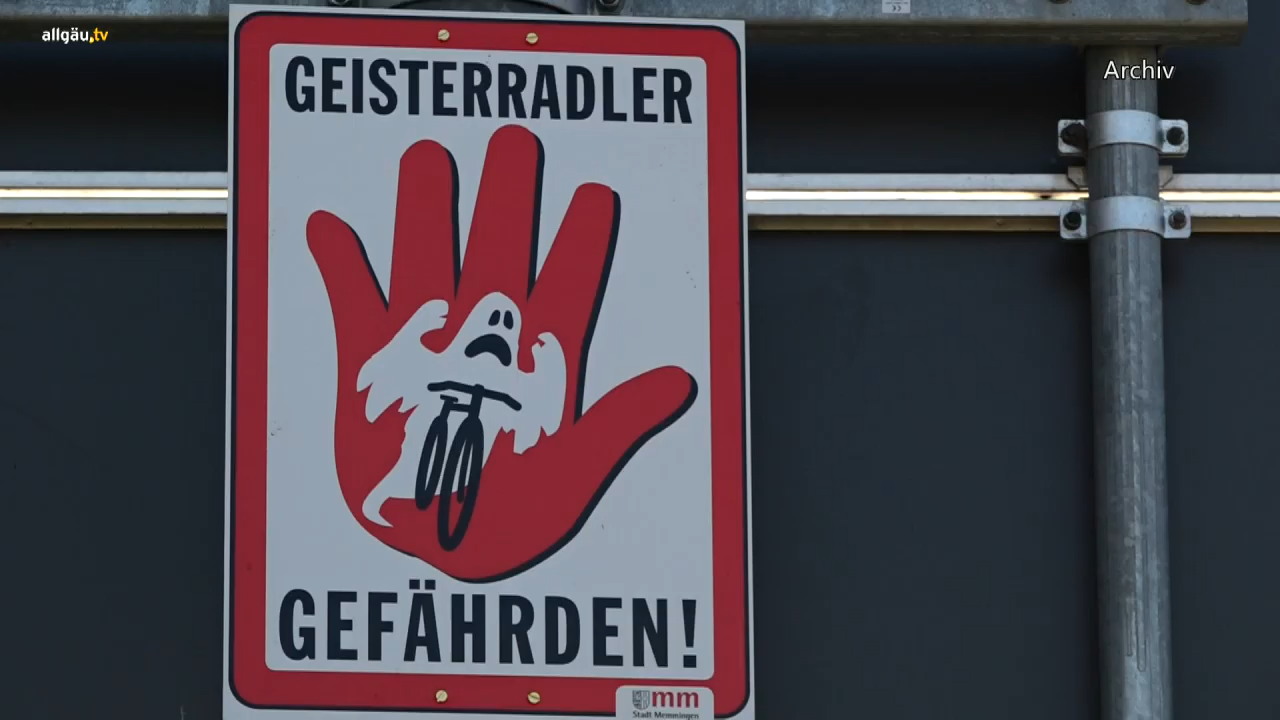 allgäu.tv
Archiv
GEISTERRADLER
GEFÄHRDEN!
mm
Stadt Memmingen